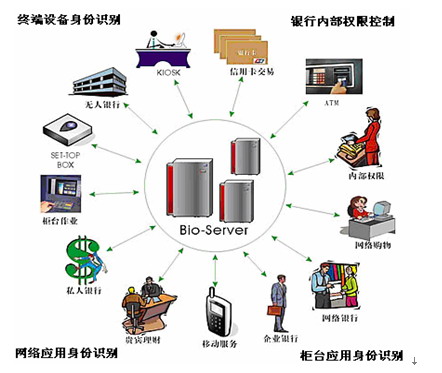 终端设备身份识别
银行内部权限控制
KIOSK
信用卡交易
无人银行
ATM
SET-TOP
BOX
内部权限
柜台作业
网络购物
Bio-Server
私人银行
网络银行
贵宾理财
移动服务
企业银行
网络应用身份识别
柜台应用身份识别